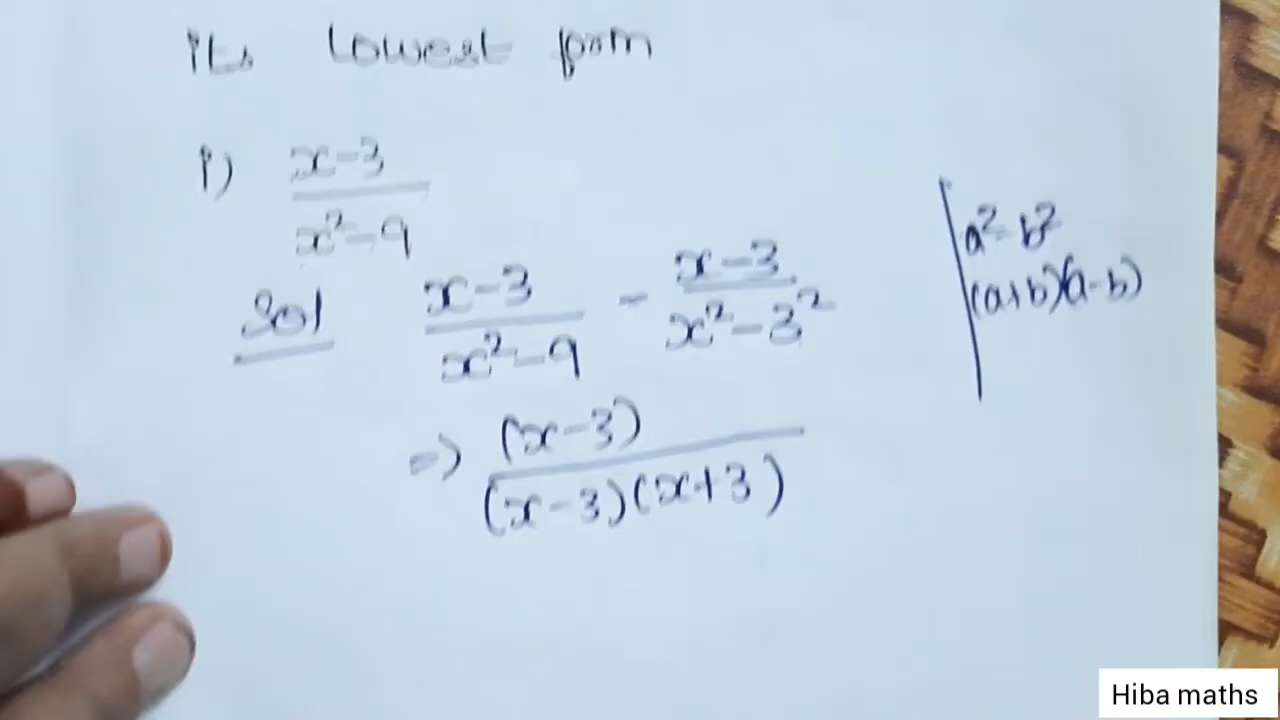 its lowest form
i) x-3
x²-9
Sol x-3 / x²-9 - x-3 / x²-3²
=> (x-3)
(x-3)(x+3)
a²-b²
(a+b)(a-b)
Hiba maths